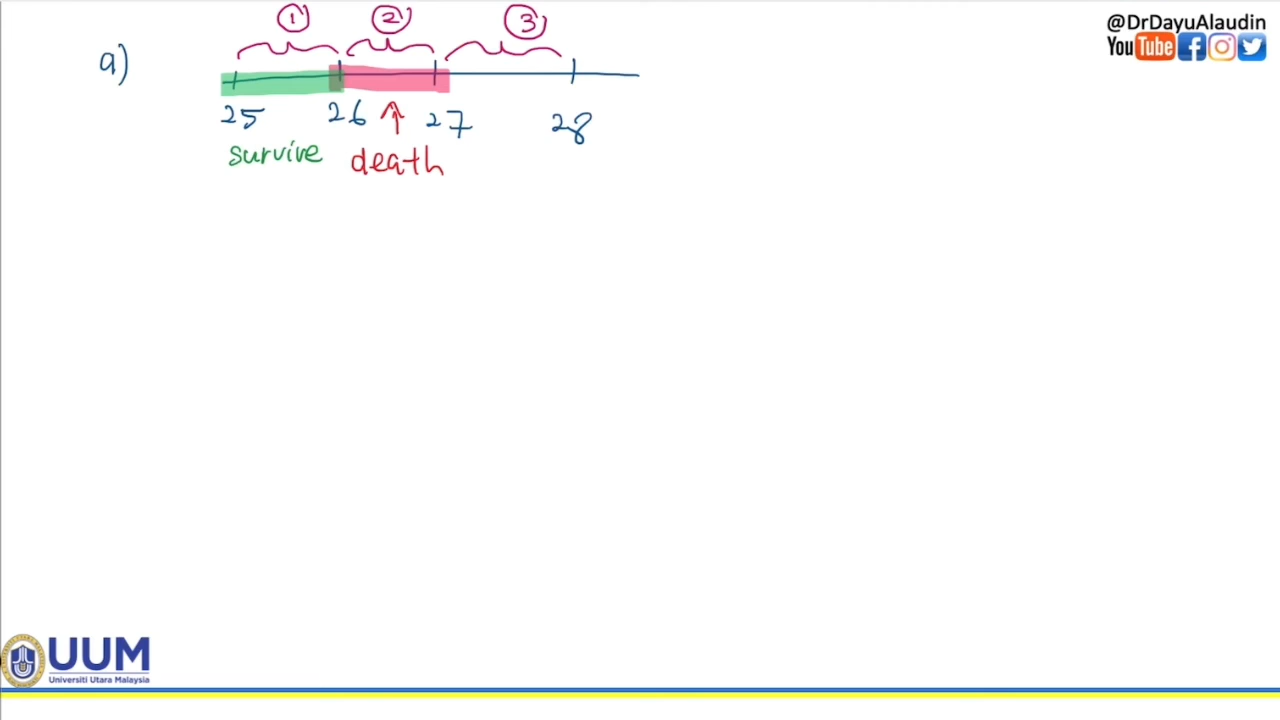 @DrDayuAlaudin
YouTube
① ② ③
a)
25 26 27 28
survive death
UUM
Universiti Utara Malaysia